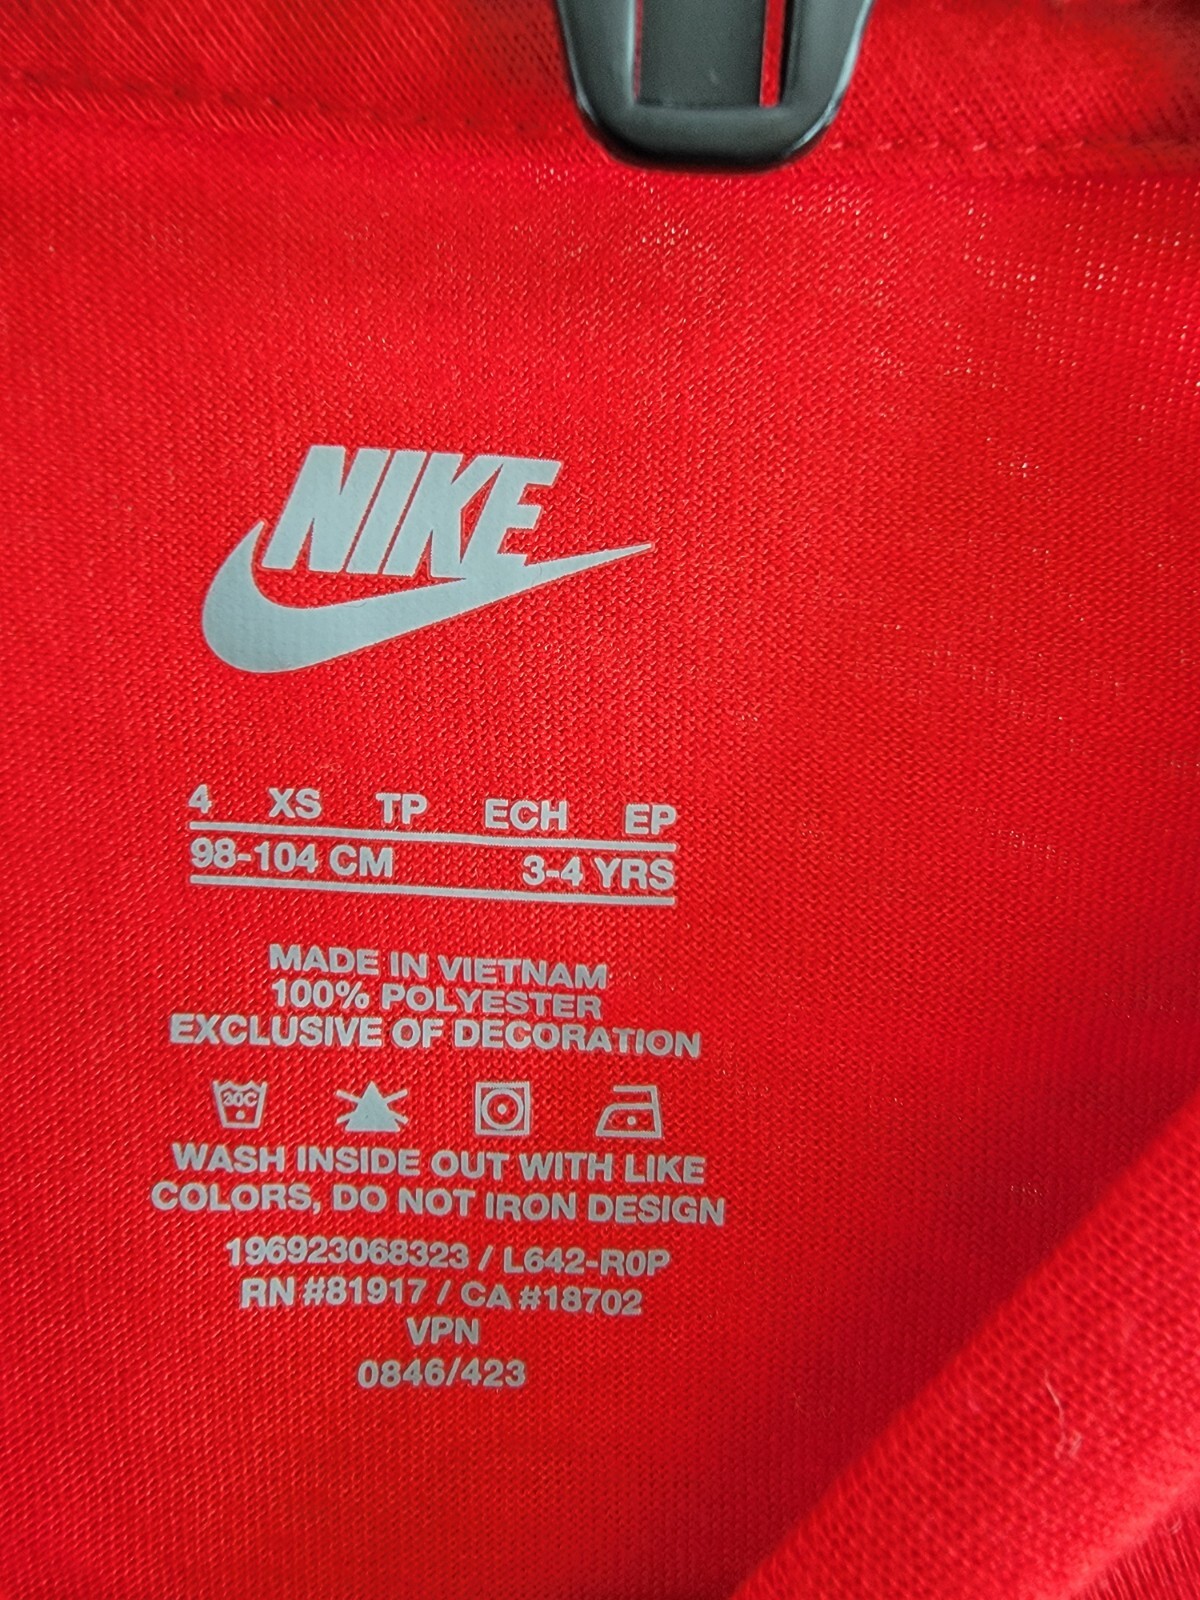 NIKE
4 XS TP ECH EP
98-104 CM 3-4 YRS
MADE IN VIETNAM
100% POLYESTER
EXCLUSIVE OF DECORATION
30C
WASH INSIDE OUT WITH LIKE
COLORS, DO NOT IRON DESIGN
196923068323 / L642-R0P
RN #81917 / CA #18702
VPN
0846/423